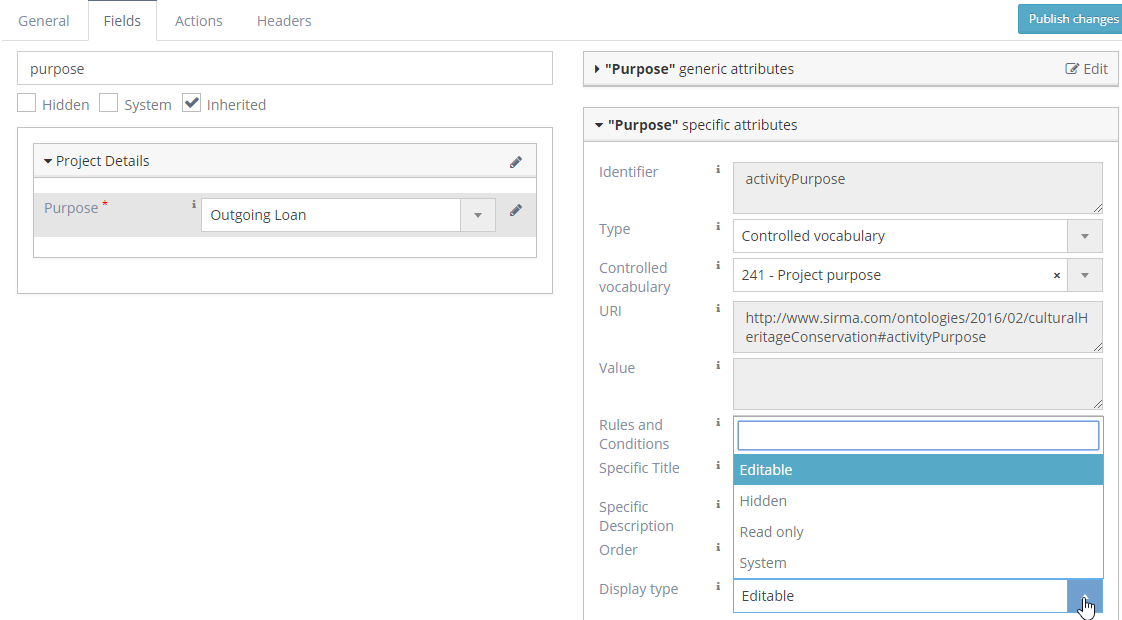 General Fields Actions Headers Publish changes
purpose
Hidden System Inherited
Project Details
Purpose * Outgoing Loan
"Purpose" generic attributes Edit
"Purpose" specific attributes
Identifier activityPurpose
Type Controlled vocabulary
Controlled
vocabulary 241 - Project purpose ×
URI http://www.sirma.com/ontologies/2016/02/culturalH
eritageConservation#activityPurpose
Value
Rules and
Conditions
Specific Title Editable
Hidden
Specific
Description Read only
Order System
Display type Editable